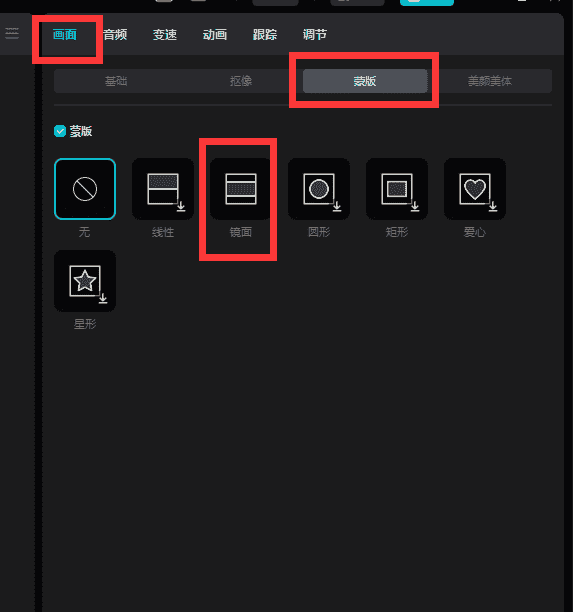 画面 音频 变速 动画 跟踪 调节
基础 抠像 蒙版 美颜美体
蒙版
无 线性 镜面 圆形 矩形 爱心
星形